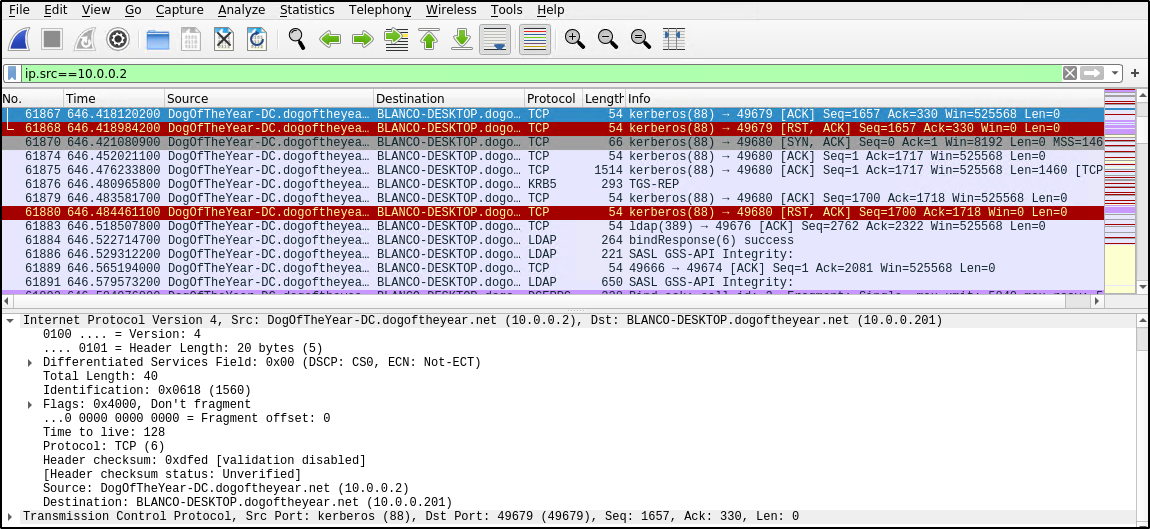 File Edit View Go Capture Analyze Statistics Telephony Wireless Tools Help
ip.src==10.0.0.2
No. Time Source Destination Protocol Length Info
61867 646.418120200 DogOfTheYear-DC.dogoftheyea… BLANCO-DESKTOP.dogo… TCP 54 kerberos(88) → 49679 [ACK] Seq=1657 Ack=330 Win=525568 Len=0
61868 646.418984200 DogOfTheYear-DC.dogoftheyea… BLANCO-DESKTOP.dogo… TCP 54 kerberos(88) → 49679 [RST, ACK] Seq=1657 Ack=330 Win=0 Len=0
61870 646.421080900 DogOfTheYear-DC.dogoftheyea… BLANCO-DESKTOP.dogo… TCP 66 kerberos(88) → 49680 [SYN, ACK] Seq=0 Ack=1 Win=8192 Len=0 MSS=146
61874 646.452021100 DogOfTheYear-DC.dogoftheyea… BLANCO-DESKTOP.dogo… TCP 54 kerberos(88) → 49680 [ACK] Seq=1 Ack=1717 Win=525568 Len=0
61875 646.476233800 DogOfTheYear-DC.dogoftheyea… BLANCO-DESKTOP.dogo… TCP 1514 kerberos(88) → 49680 [ACK] Seq=1 Ack=1717 Win=525568 Len=1460 [TCP
61876 646.480965800 DogOfTheYear-DC.dogoftheyea… BLANCO-DESKTOP.dogo… KRB5 293 TGS-REP
61879 646.483581700 DogOfTheYear-DC.dogoftheyea… BLANCO-DESKTOP.dogo… TCP 54 kerberos(88) → 49680 [ACK] Seq=1700 Ack=1718 Win=525568 Len=0
61880 646.484461100 DogOfTheYear-DC.dogoftheyea… BLANCO-DESKTOP.dogo… TCP 54 kerberos(88) → 49680 [RST, ACK] Seq=1700 Ack=1718 Win=0 Len=0
61883 646.518507800 DogOfTheYear-DC.dogoftheyea… BLANCO-DESKTOP.dogo… TCP 54 ldap(389) → 49676 [ACK] Seq=2762 Ack=2322 Win=525568 Len=0
61884 646.522714700 DogOfTheYear-DC.dogoftheyea… BLANCO-DESKTOP.dogo… LDAP 264 bindResponse(6) success
61886 646.529312200 DogOfTheYear-DC.dogoftheyea… BLANCO-DESKTOP.dogo… LDAP 221 SASL GSS-API Integrity:
61889 646.565194000 DogOfTheYear-DC.dogoftheyea… BLANCO-DESKTOP.dogo… TCP 54 49666 → 49674 [ACK] Seq=1 Ack=2081 Win=525568 Len=0
61891 646.579573200 DogOfTheYear-DC.dogoftheyea… BLANCO-DESKTOP.dogo… LDAP 650 SASL GSS-API Integrity:
Internet Protocol Version 4, Src: DogOfTheYear-DC.dogoftheyear.net (10.0.0.2), Dst: BLANCO-DESKTOP.dogoftheyear.net (10.0.0.201)
0100 .... = Version: 4
.... 0101 = Header Length: 20 bytes (5)
Differentiated Services Field: 0x00 (DSCP: CS0, ECN: Not-ECT)
Total Length: 40
Identification: 0x0618 (1560)
Flags: 0x4000, Don't fragment
...0 0000 0000 0000 = Fragment offset: 0
Time to live: 128
Protocol: TCP (6)
Header checksum: 0xdfed [validation disabled]
[Header checksum status: Unverified]
Source: DogOfTheYear-DC.dogoftheyear.net (10.0.0.2)
Destination: BLANCO-DESKTOP.dogoftheyear.net (10.0.0.201)
Transmission Control Protocol, Src Port: kerberos (88), Dst Port: 49679 (49679), Seq: 1657, Ack: 330, Len: 0